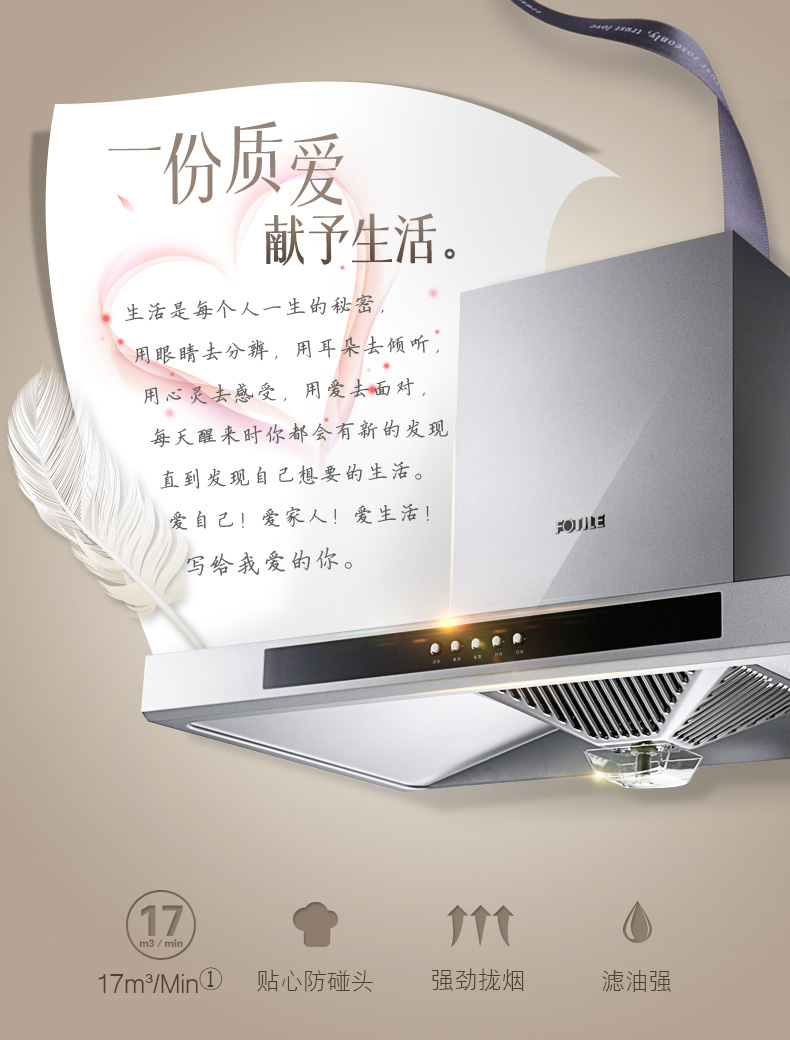 trust love
roseonly, trust love
一份质爱
献予生活。
生活是每个人一生的秘密，
用眼睛去分辨，用耳朵去倾听，
用心灵去感受，用爱去面对，
每天醒来时你都会有新的发现
直到发现自己想要的生活。
爱自己！爱家人！爱生活！
写给我爱的你。
FOTILE
17
m3 / min
17m³/Min①
贴心防碰头
强劲拢烟
滤油强